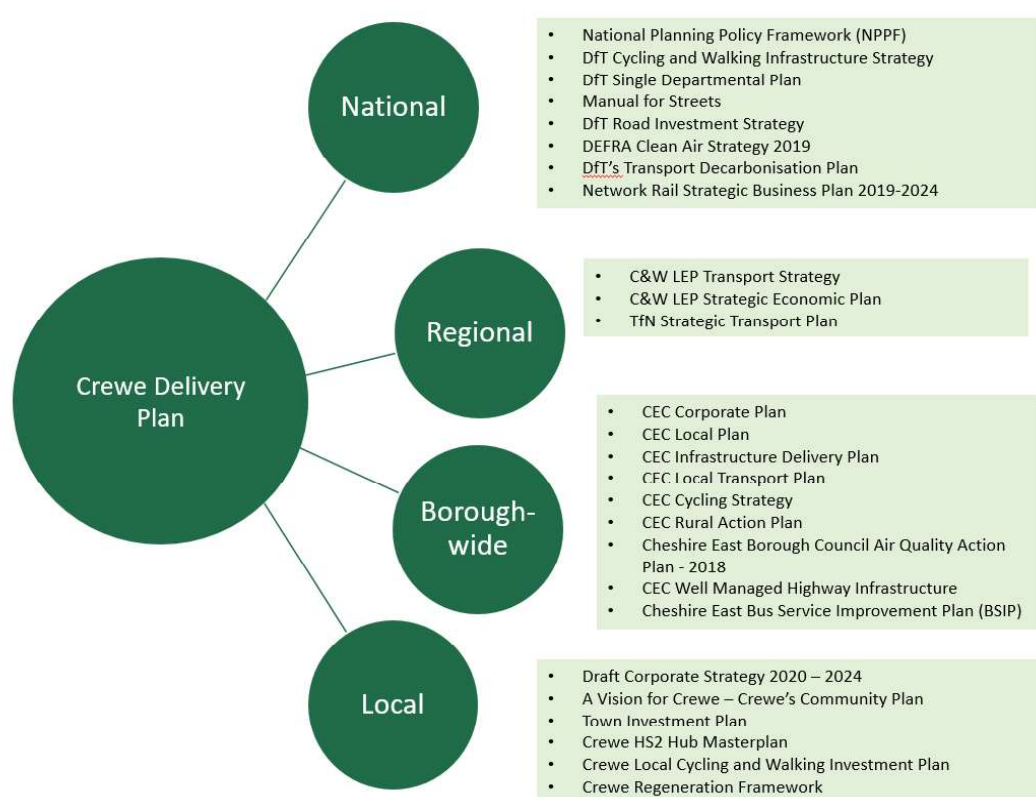 National
• National Planning Policy Framework (NPPF)
• DfT Cycling and Walking Infrastructure Strategy
• DfT Single Departmental Plan
• Manual for Streets
• DfT Road Investment Strategy
• DEFRA Clean Air Strategy 2019
• DfT's Transport Decarbonisation Plan
• Network Rail Strategic Business Plan 2019-2024
Crewe Delivery
Plan
Regional
• C&W LEP Transport Strategy
• C&W LEP Strategic Economic Plan
• TfN Strategic Transport Plan
Borough-
wide
• CEC Corporate Plan
• CEC Local Plan
• CEC Infrastructure Delivery Plan
• CEC Local Transport Plan
• CEC Cycling Strategy
• CEC Rural Action Plan
• Cheshire East Borough Council Air Quality Action
Plan - 2018
• CEC Well Managed Highway Infrastructure
• Cheshire East Bus Service Improvement Plan (BSIP)
Local
• Draft Corporate Strategy 2020 – 2024
• A Vision for Crewe – Crewe's Community Plan
• Town Investment Plan
• Crewe HS2 Hub Masterplan
• Crewe Local Cycling and Walking Investment Plan
• Crewe Regeneration Framework